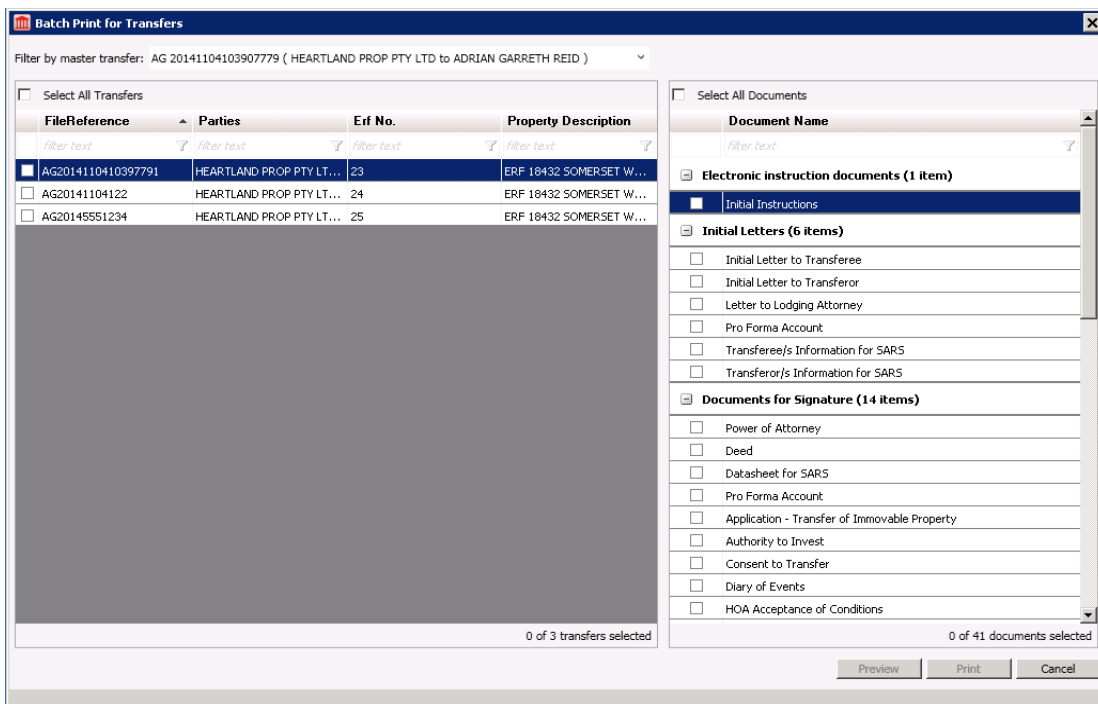 Batch Print for Transfers
Filter by master transfer: AG 20141104103907779 ( HEARTLAND PROP PTY LTD to ADRIAN GARRETH REID )
Select All Transfers
FileReference Parties Erf No. Property Description
filter text filter text filter text filter text
AG2014110410397791 HEARTLAND PROP PTY LT... 23 ERF 18432 SOMERSET W...
AG20141104122 HEARTLAND PROP PTY LT... 24 ERF 18432 SOMERSET W...
AG20145551234 HEARTLAND PROP PTY LT... 25 ERF 18432 SOMERSET W...
0 of 3 transfers selected
Select All Documents
Document Name
filter text
Electronic instruction documents (1 item)
Initial Instructions
Initial Letters (6 items)
Initial Letter to Transferee
Initial Letter to Transferor
Letter to Lodging Attorney
Pro Forma Account
Transferee/s Information for SARS
Transferor/s Information for SARS
Documents for Signature (14 items)
Power of Attorney
Deed
Datasheet for SARS
Pro Forma Account
Application - Transfer of Immovable Property
Authority to Invest
Consent to Transfer
Diary of Events
HOA Acceptance of Conditions
0 of 41 documents selected
Preview Print Cancel